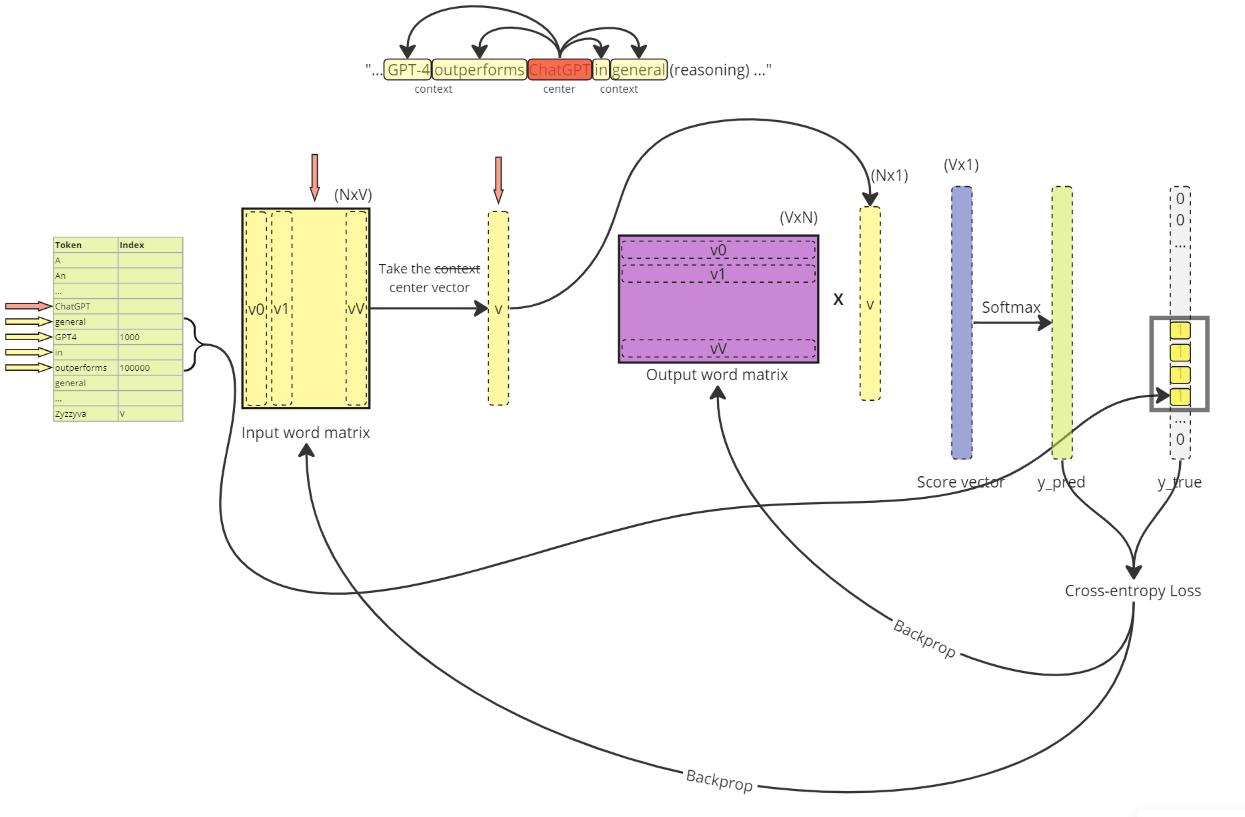 "... GPT-4 outperforms ChatGPT in general (reasoning) ..."
context center context
(NxV)
(VxN)
(Nx1)
(Vx1)
Token Index
A
An
...
ChatGPT
general
GPT4 1000
in
outperforms 100000
general
...
Zyzzyva V
v0 v1 vV
Input word matrix
Take the context
center vector
v
v0
v1
vV
Output word matrix
x
v
Score vector
Softmax
y_pred
0
0
...
1
1
1
1
...
0
y_true
Cross-entropy Loss
Backprop
Backprop